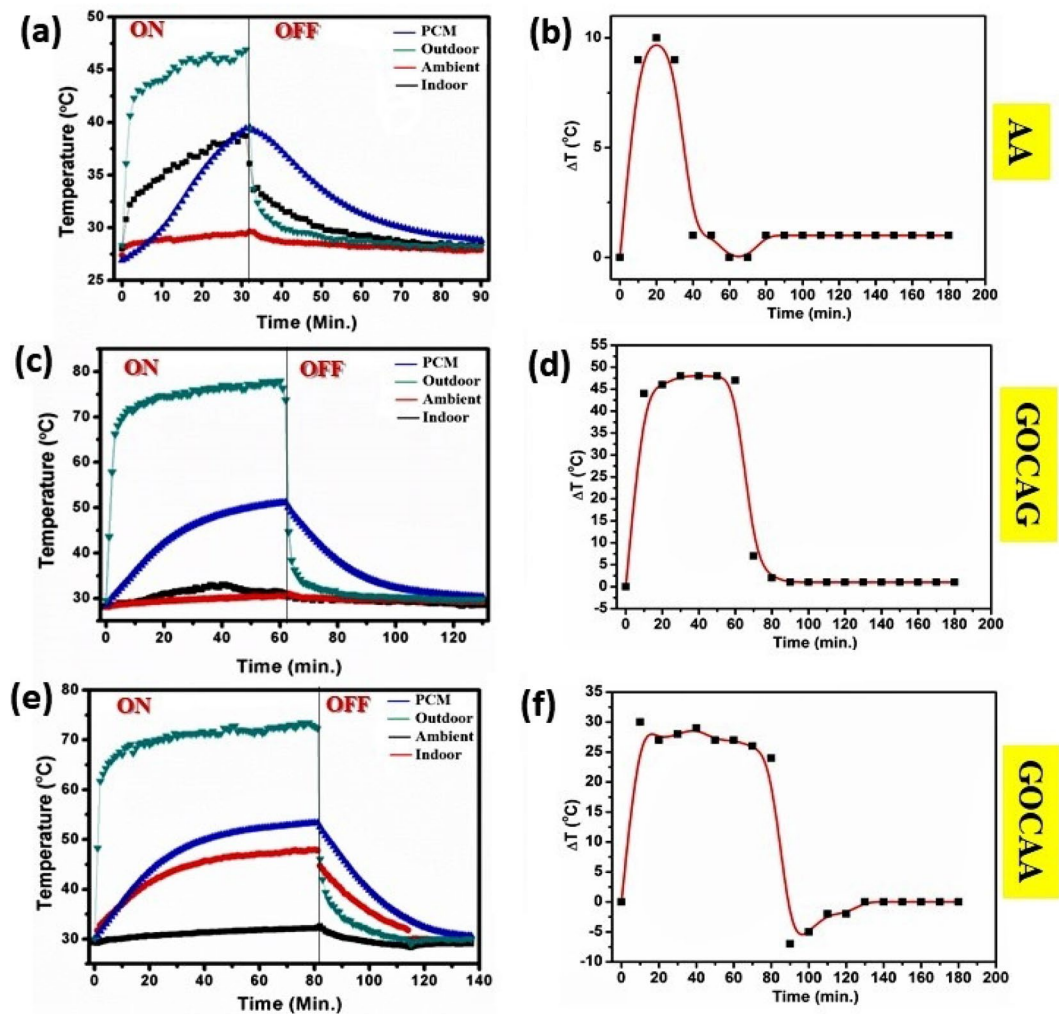 (a)
ON
OFF
PCM
Outdoor
Ambient
Indoor
Temperature (°C)
50
45
40
35
30
25
0 10 20 30 40 50 60 70 80 90
Time (Min.)
(b)
ΔT (°C)
10
5
0
0 20 40 60 80 100 120 140 160 180 200
Time (min.)
AA
(c)
ON
OFF
PCM
Outdoor
Ambient
Indoor
Temperature (°C)
80
70
60
50
40
30
0 20 40 60 80 100 120
Time (min.)
(d)
ΔT (°C)
55
50
45
40
35
30
25
20
15
10
5
0
-5
0 20 40 60 80 100 120 140 160 180 200
Time (min.)
GOCAG
(e)
ON
OFF
PCM
Outdoor
Ambient
Indoor
Temperature (°C)
80
70
60
50
40
30
0 20 40 60 80 100 120 140
Time (Min.)
(f)
ΔT (°C)
35
30
25
20
15
10
5
0
-5
-10
0 20 40 60 80 100 120 140 160 180 200
Time (min.)
GOCAA